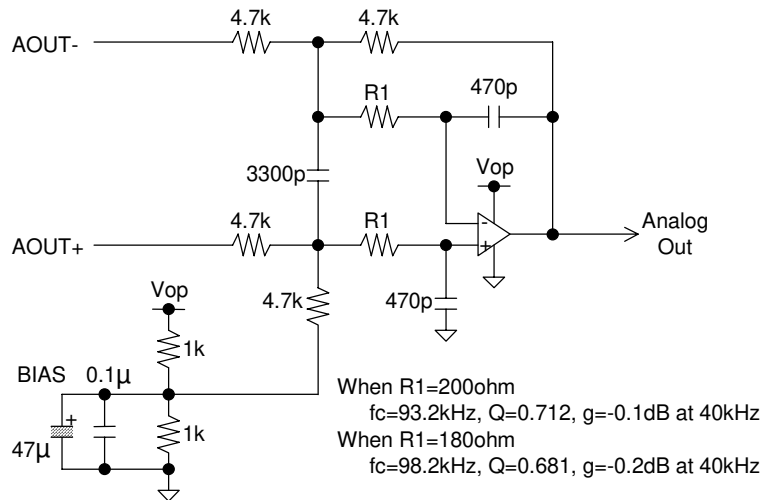 4.7k
4.7k
AOUT-
R1
470p
3300p
Vop
4.7k
R1
-
+
Analog
Out
AOUT+
Vop
4.7k
470p
1k
BIAS
0.1µ
+
47µ
1k
When R1=200ohm
fc=93.2kHz, Q=0.712, g=-0.1dB at 40kHz
When R1=180ohm
fc=98.2kHz, Q=0.681, g=-0.2dB at 40kHz